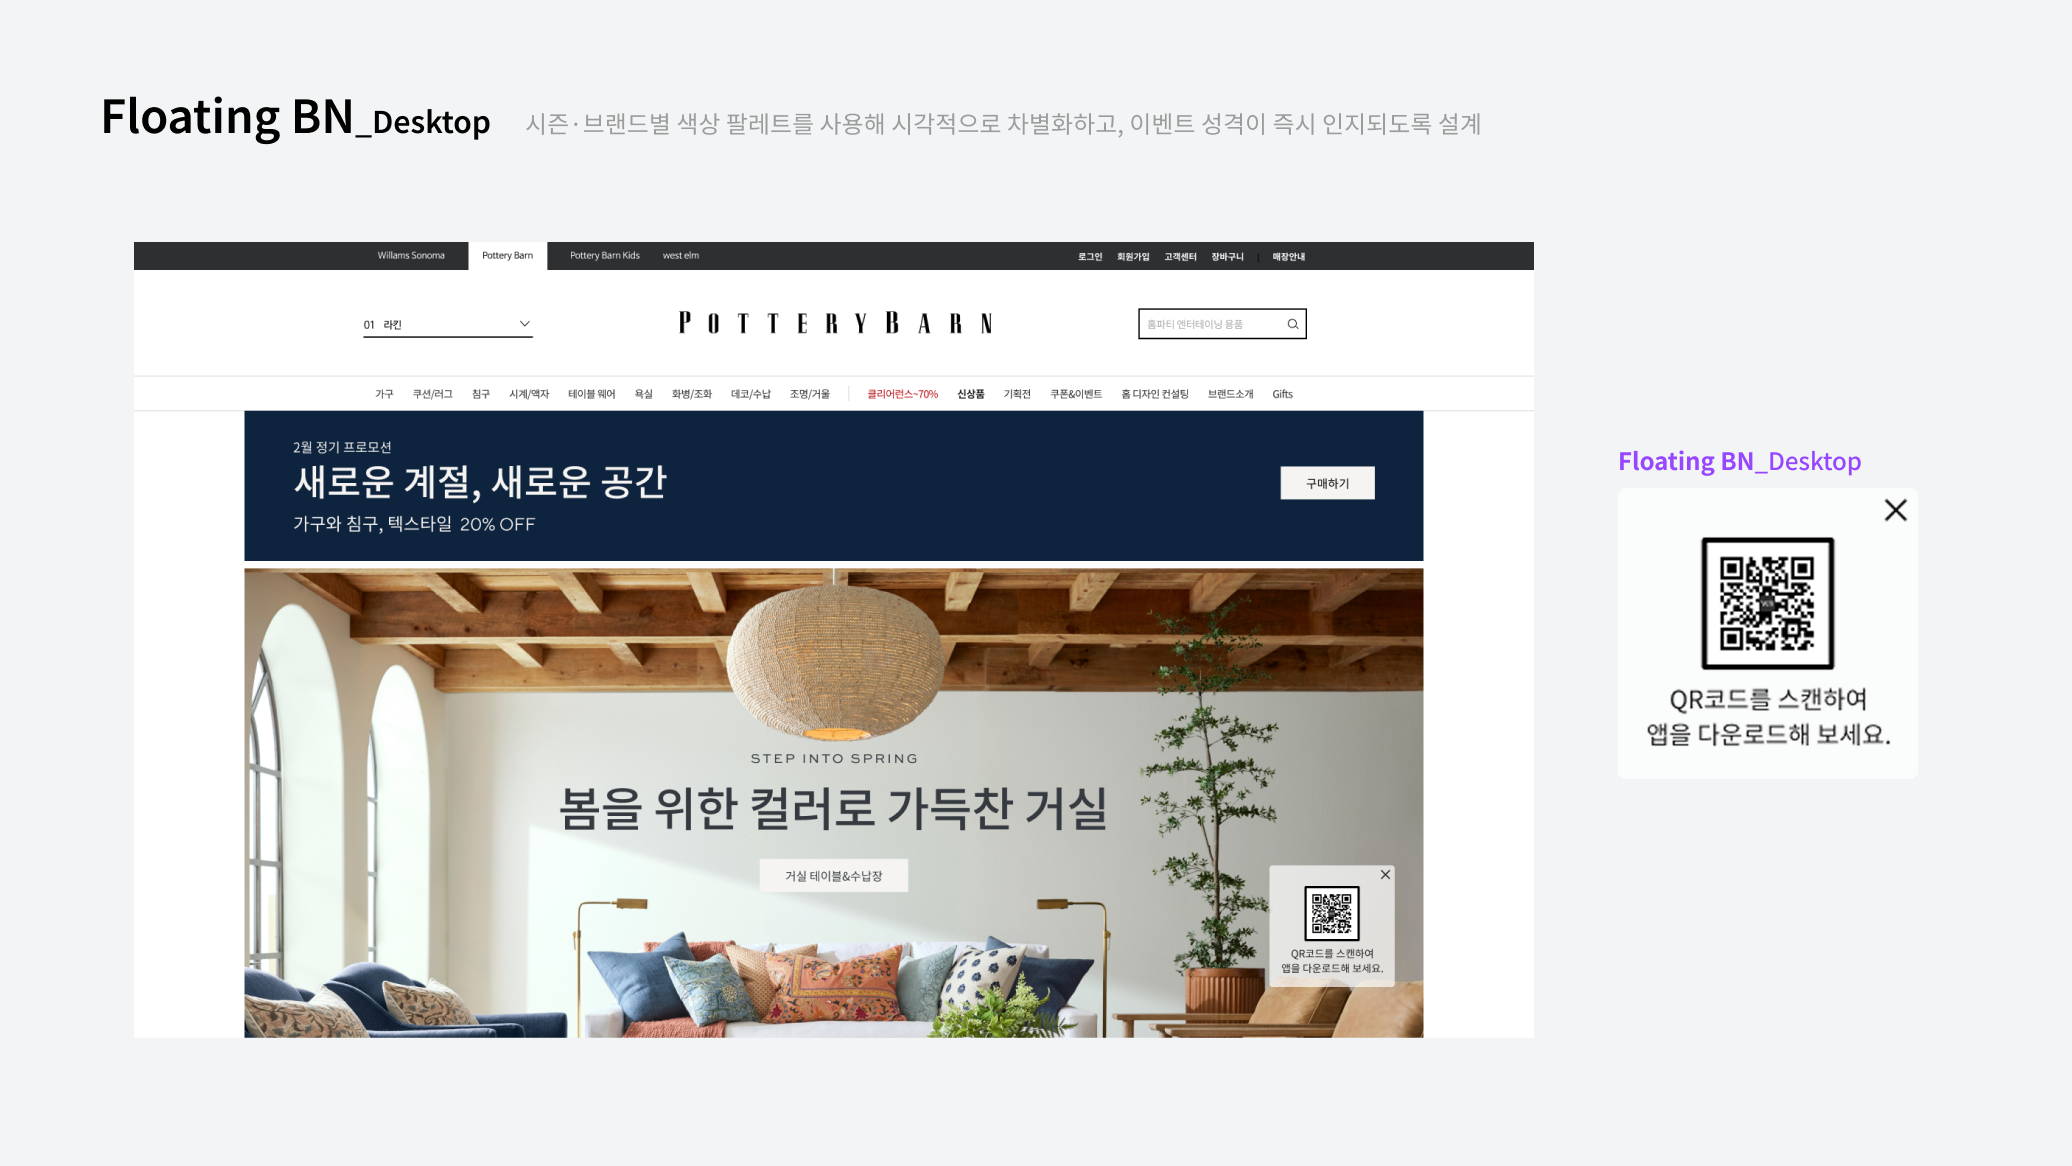 Floating BN_Desktop 시즌·브랜드별 색상 팔레트를 사용해 시각적으로 차별화하고, 이벤트 성격이 즉시 인지되도록 설계
Willams Sonoma Pottery Barn Pottery Barn Kids west elm 로그인 회원가입 고객센터 장바구니 | 매장안내
01 라킨 POTTERY BARN 홈파티 엔터테이닝 용품
가구 쿠션/러그 침구 시계/액자 테이블 웨어 욕실 화병/조화 데코/수납 조명/거울 클리어런스~70% 신상품 기획전 쿠폰&이벤트 홈 디자인 컨설팅 브랜드소개 Gifts
2월 정기 프로모션
새로운 계절, 새로운 공간
구매하기
가구와 침구, 텍스타일 20% OFF
STEP INTO SPRING
봄을 위한 컬러로 가득찬 거실
거실 테이블&수납장
QR코드를 스캔하여
앱을 다운로드해 보세요.
Floating BN_Desktop
QR코드를 스캔하여
앱을 다운로드해 보세요.